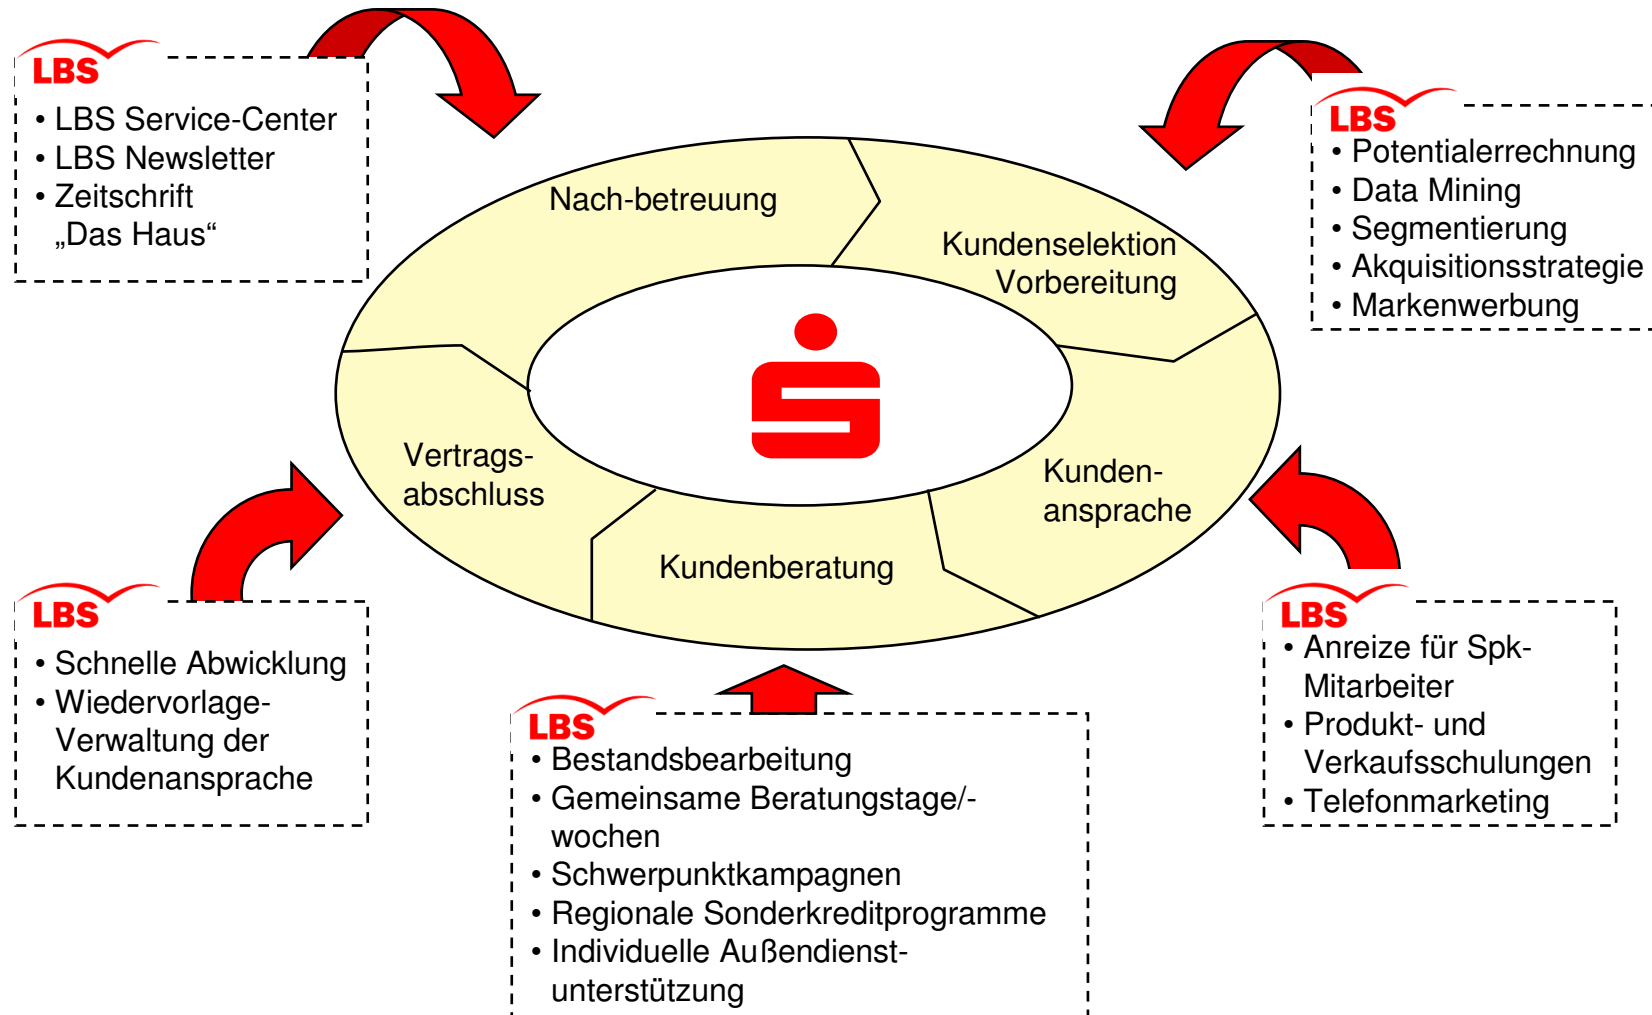 LBS
• LBS Service-Center
• LBS Newsletter
• Zeitschrift
„Das Haus“
LBS
• Potentialerrechnung
• Data Mining
• Segmentierung
• Akquisitionsstrategie
• Markenwerbung
Nach-betreuung
Kundenselektion
Vorbereitung
Vertrags-
abschluss
Kunden-
ansprache
Kundenberatung
LBS
• Schnelle Abwicklung
• Wiedervorlage-
Verwaltung der
Kundenansprache
LBS
• Bestandsbearbeitung
• Gemeinsame Beratungstage/-
wochen
• Schwerpunktkampagnen
• Regionale Sonderkreditprogramme
• Individuelle Außendienst-
unterstützung
LBS
• Anreize für Spk-
Mitarbeiter
• Produkt- und
Verkaufsschulungen
• Telefonmarketing